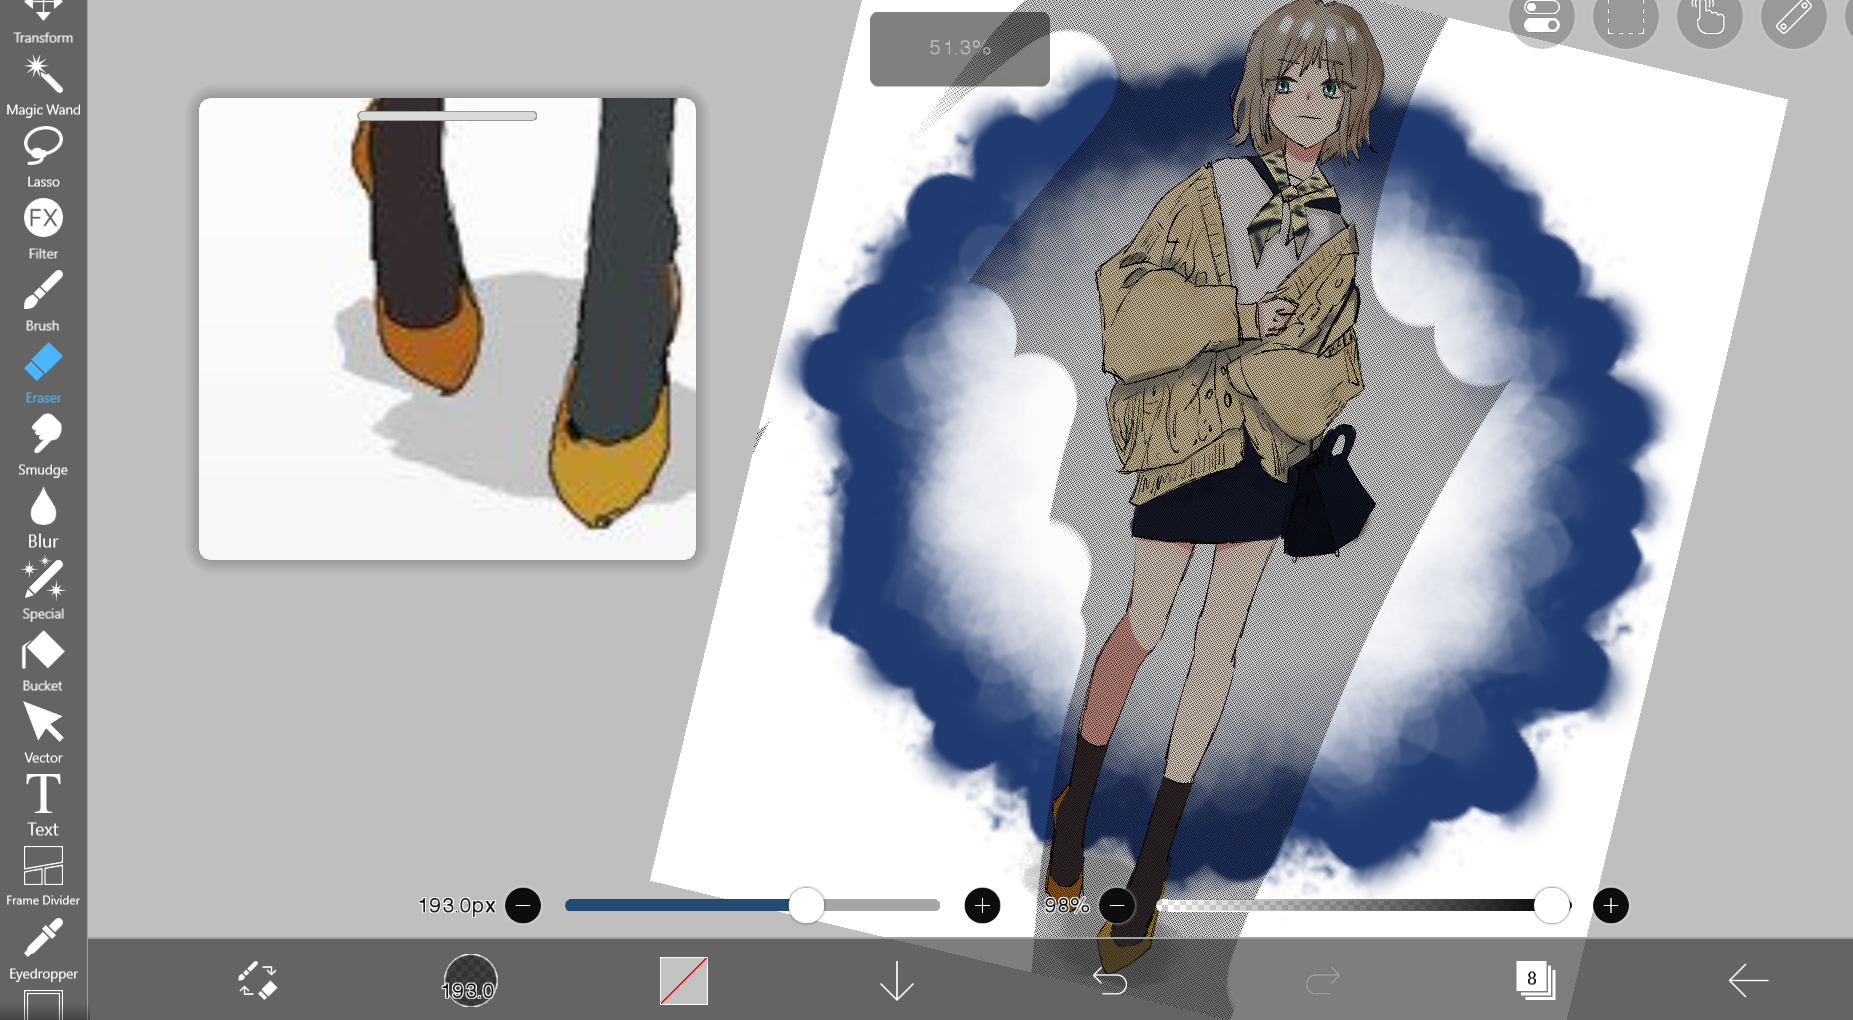 Transform
Magic Wand
Lasso
FX
Filter
Brush
Eraser
Smudge
Blur
Special
Bucket
Vector
T
Text
Frame Divider
Eyedropper
51.3%
193.0px
98%
193.0
8